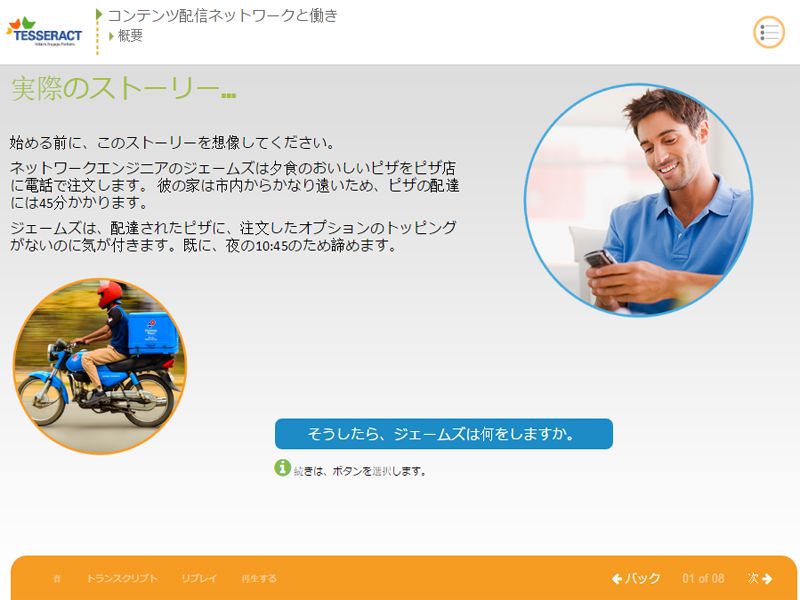 TESSERACT
コンテンツ配信ネットワークと働き
概要
実際のストーリー...
始める前に、このストーリーを想像してください。
ネットワークエンジニアのジェームズは夕食のおいしいピザをピザ店
に電話で注文します。 彼の家は市内からかなり遠いため、ピザの配達
には45分かかります。
ジェームズは、配達されたピザに、注文したオプションのトッピング
がないのに気が付きます。既に、夜の10:45のため諦めます。
そうしたら、ジェームズは何をしますか。
続きは、ボタンを選択します。
音 トランスクリプト リプレイ 再生する
バック 01 of 08 次